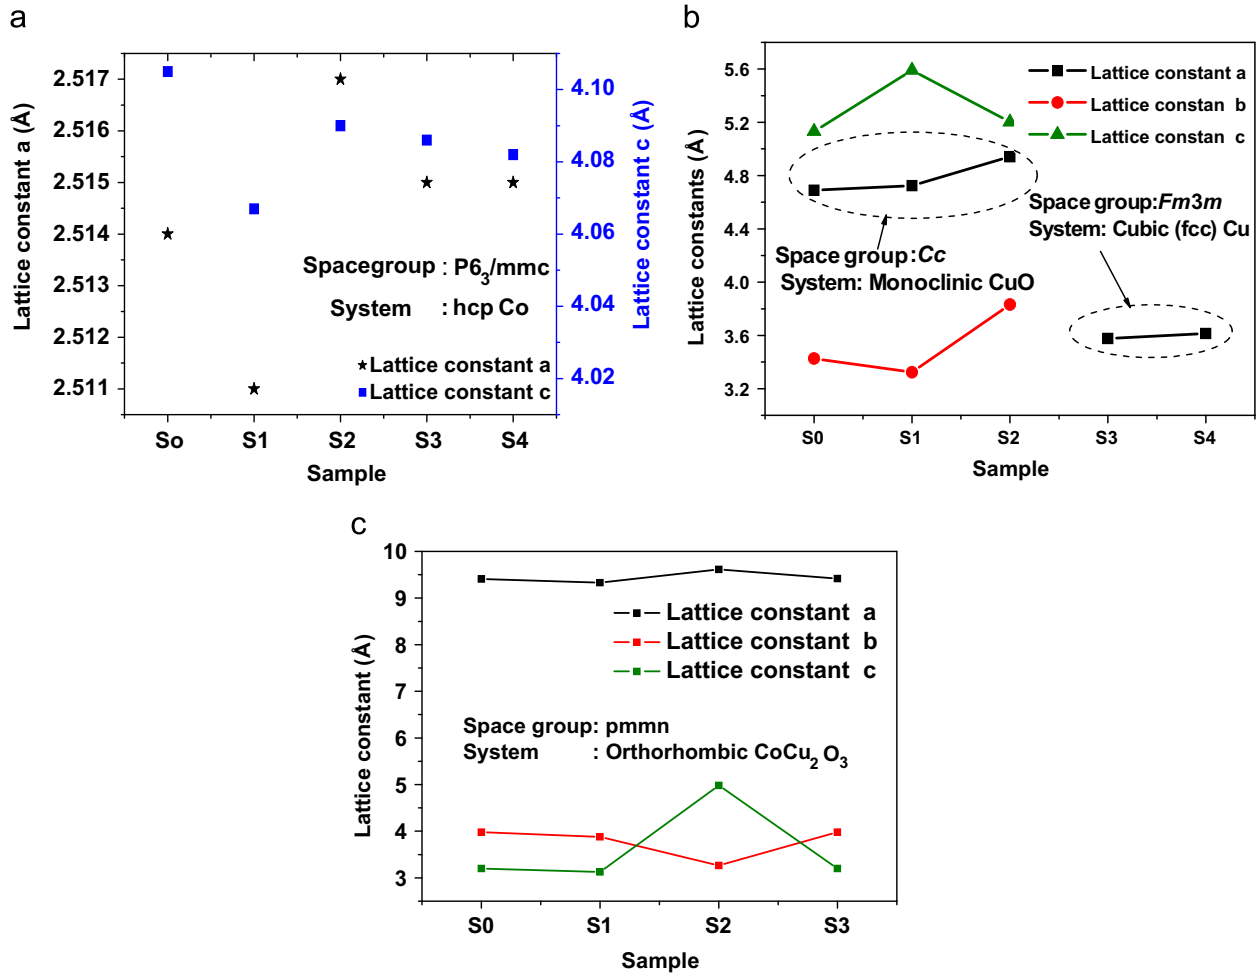 a
2.517
2.516
2.515
2.514
2.513
2.512
2.511
Lattice constant a (Å)
4.10
4.08
4.06
4.04
4.02
Lattice constant c (Å)
Spacegroup : P6₃/mmc
System : hcp Co
Lattice constant a
Lattice constant c
So S1 S2 S3 S4
Sample
b
5.6
5.2
4.8
4.4
4.0
3.6
3.2
Lattice constants (Å)
Lattice constant a
Lattice constan b
Lattice constan c
Space group:Fm3m
System: Cubic (fcc) Cu
Space group:Cc
System: Monoclinic CuO
S0 S1 S2 S3 S4
Sample
c
10
9
8
7
6
5
4
3
Lattice constant (Å)
Lattice constant a
Lattice constant b
Lattice constant c
Space group: pmmn
System : Orthorhombic CoCu₂O₃
S0 S1 S2 S3
Sample